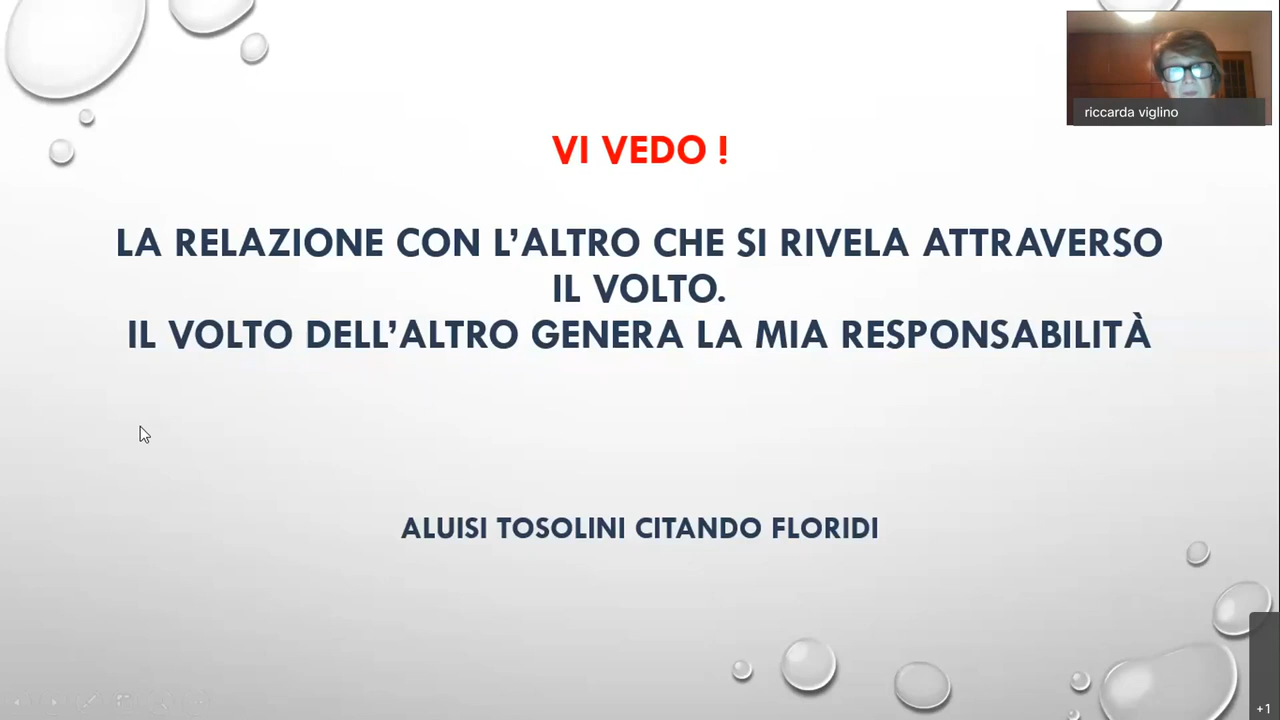 riccarda viglino
VI VEDO !
LA RELAZIONE CON L’ALTRO CHE SI RIVELA ATTRAVERSO
IL VOLTO.
IL VOLTO DELL’ALTRO GENERA LA MIA RESPONSABILITÀ
ALUISI TOSOLINI CITANDO FLORIDI
+1